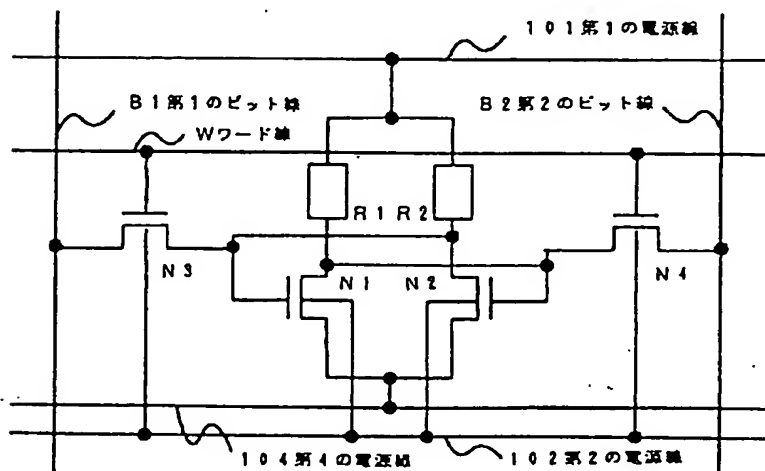 101第1の電源線
B1第1のビット線
B2第2のビット線
Wワード線
R1 R2
N3
N1
N2
N4
104第4の電源線
102第2の電源線